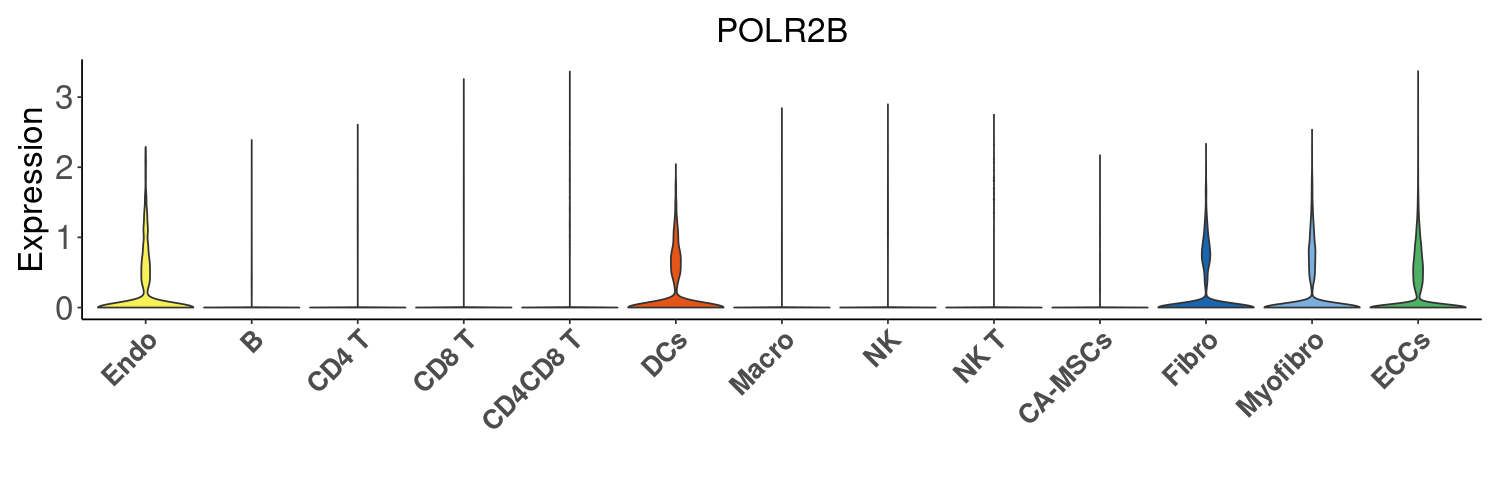 POLR2B
Expression
3
2
1
0
Endo
B
CD4 T
CD8 T
CD4CD8 T
DCs
Macro
NK
NK T
CA-MSCs
Fibro
Myofibro
ECCs